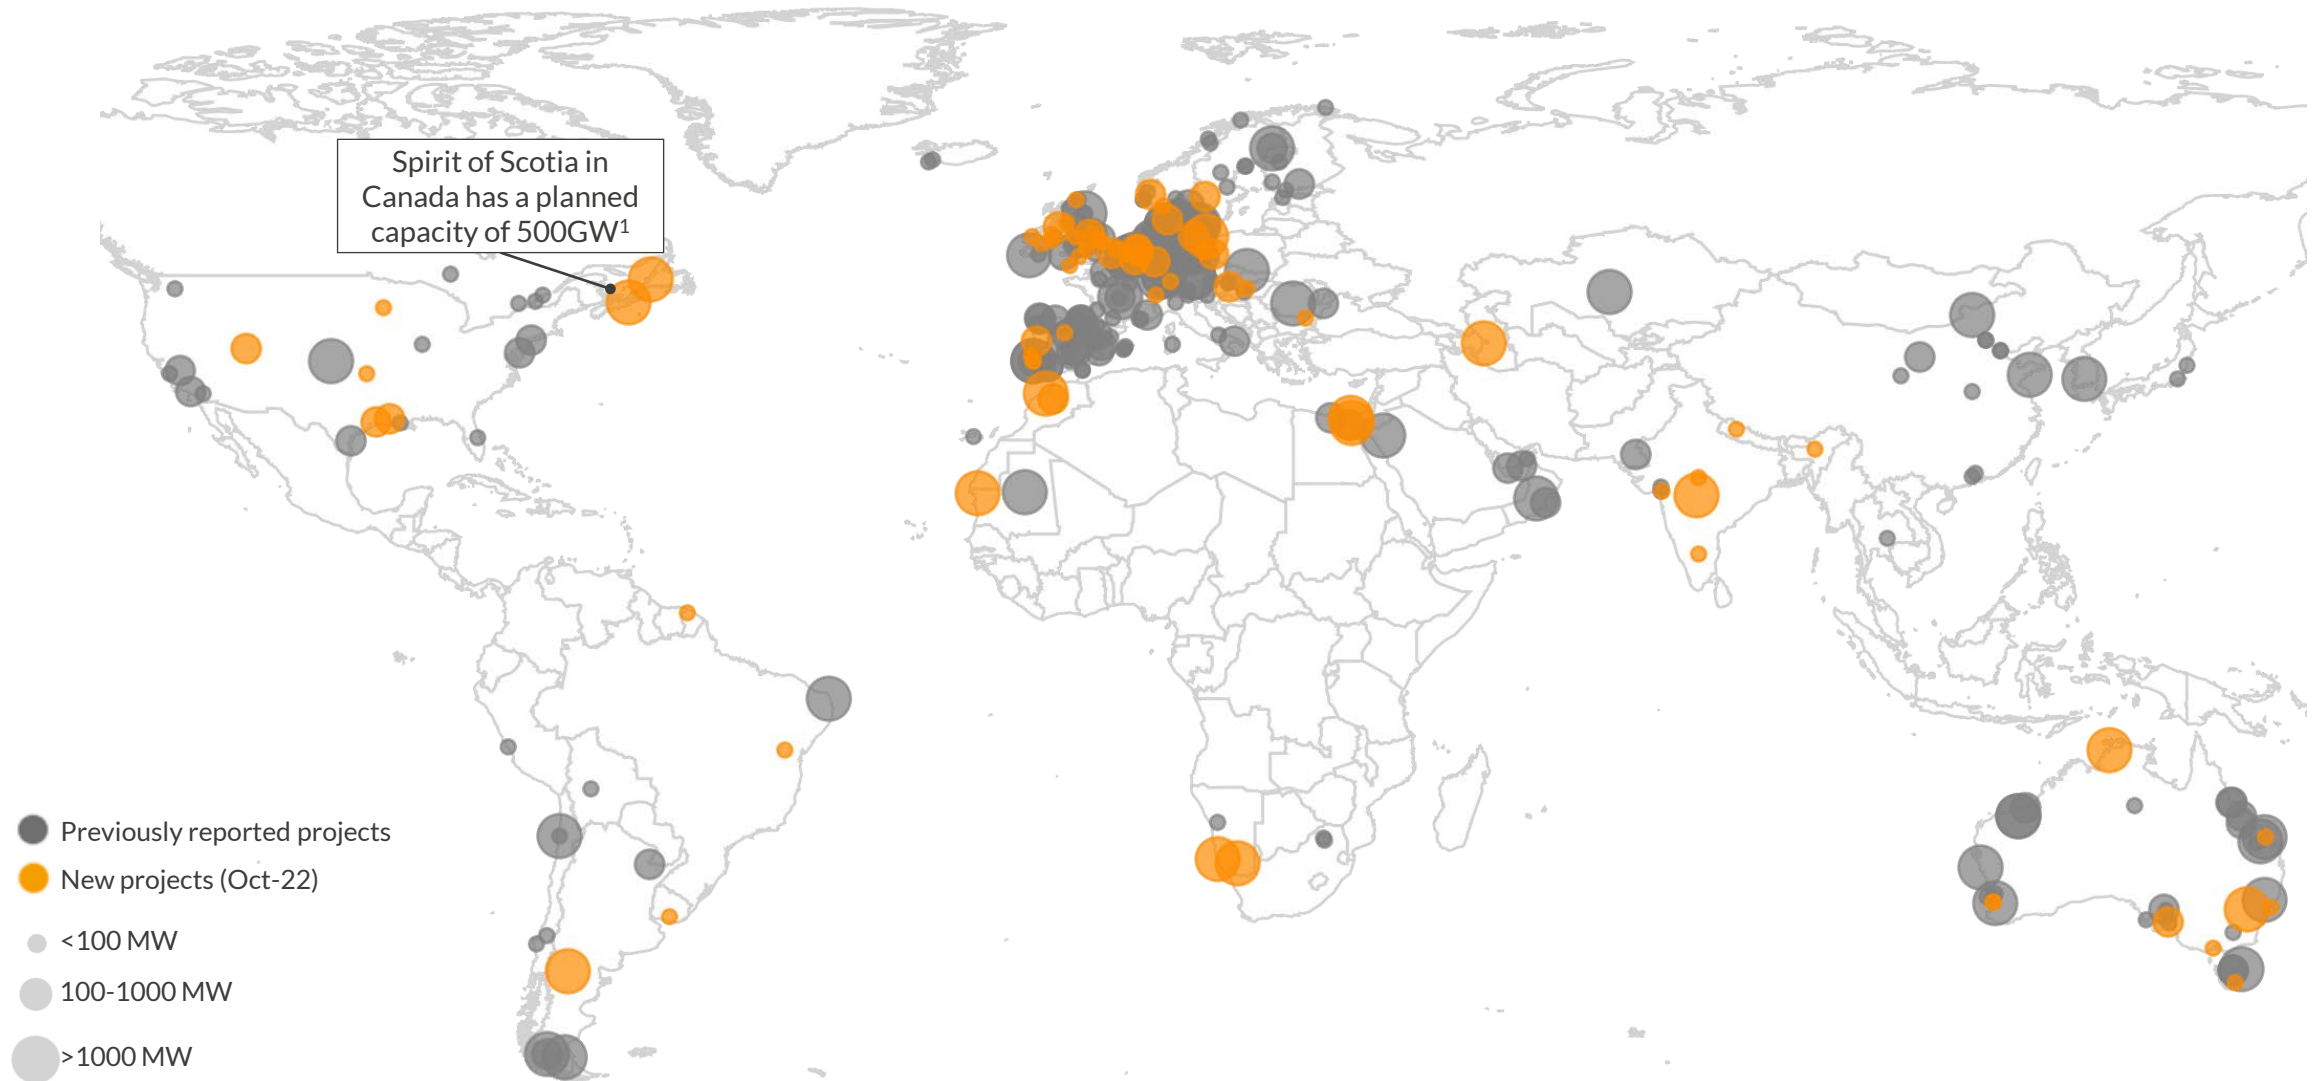 Spirit of Scotia in
Canada has a planned
capacity of 500GW¹
Previously reported projects
New projects (Oct-22)
<100 MW
100-1000 MW
>1000 MW